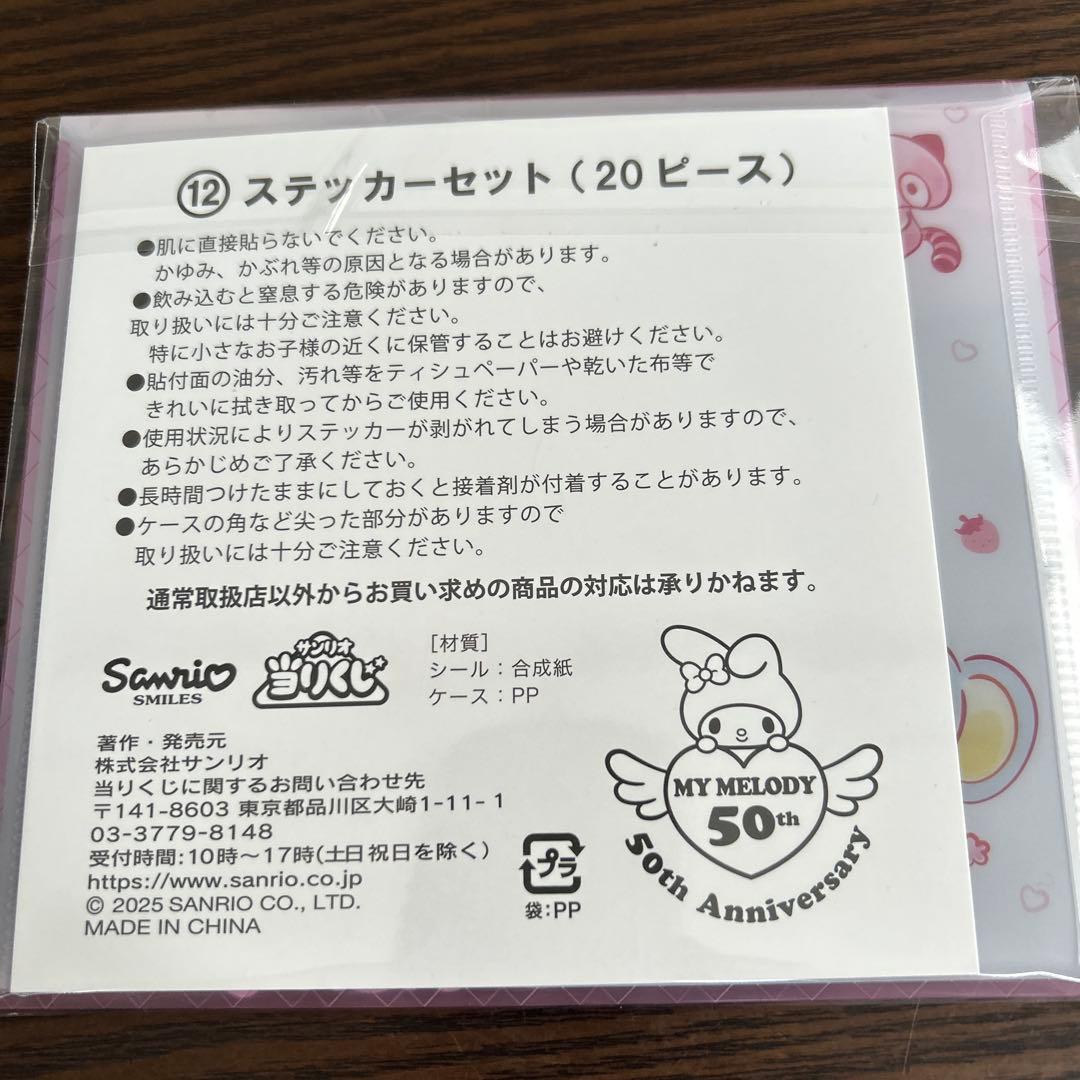 ⑫ ステッカーセット（20 ピース）
●肌に直接貼らないでください。
かゆみ、かぶれ等の原因となる場合があります。
●飲み込むと窒息する危険がありますので、
取り扱いには十分ご注意ください。
特に小さなお子様の近くに保管することはお避けください。
●貼付面の油分、汚れ等をティシュペーパーや乾いた布等で
きれいに拭き取ってからご使用ください。
●使用状況によりステッカーが剥がれてしまう場合がありますので、
あらかじめご了承ください。
●長時間つけたままにしておくと接着剤が付着することがあります。
●ケースの角など尖った部分がありますので
取り扱いには十分ご注意ください。
通常取扱店以外からお買い求めの商品の対応は承りかねます。
Sanrio
SMILES
サンリオ
当りくじ
［材質］
シール：合成紙
ケース：PP
著作・発売元
株式会社サンリオ
当りくじに関するお問い合わせ先
〒141-8603 東京都品川区大崎1-11-1
03-3779-8148
受付時間:10時～17時(土日祝日を除く)
https://www.sanrio.co.jp
© 2025 SANRIO CO., LTD.
MADE IN CHINA
プラ
袋:PP
MY MELODY
50th
50th Anniversary